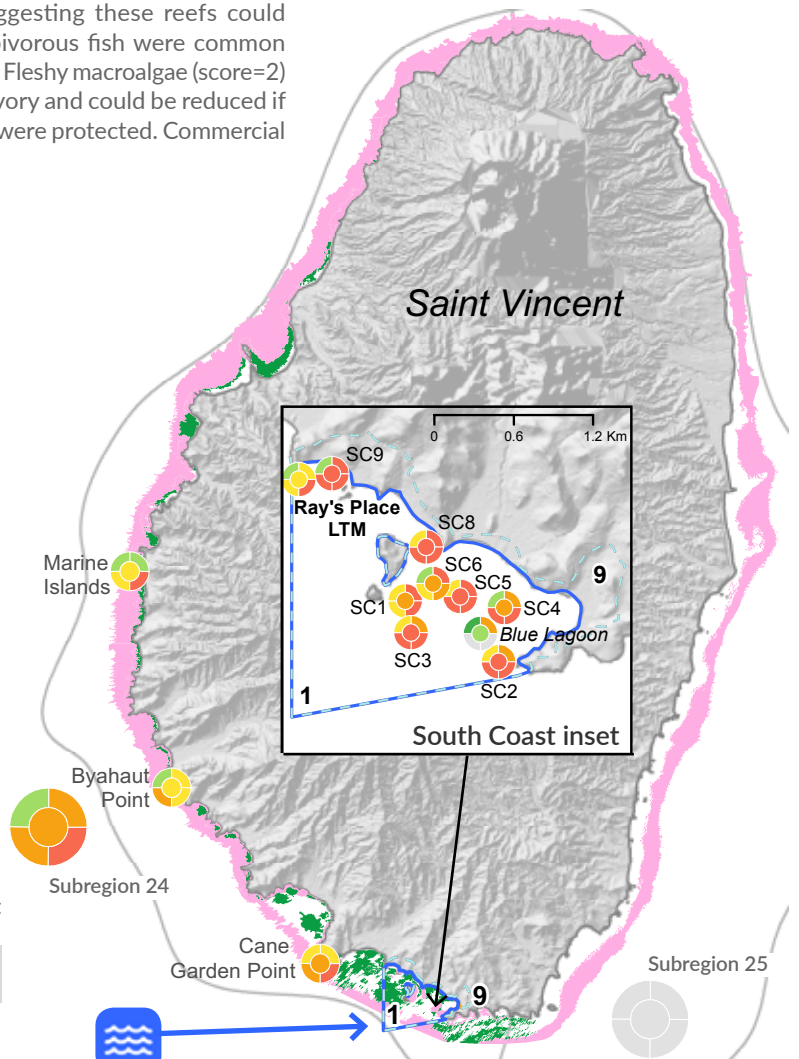 ggesting these reefs could
ivorous fish were common
Fleshy macroalgae (score=2)
vory and could be reduced if
were protected. Commercial
Saint Vincent
0 0.6 1.2 Km
SC9
Ray's Place
LTM
SC8
SC6
SC5
9
SC1
SC4
Blue Lagoon
SC3
SC2
1
South Coast inset
Marine
Islands
Byahaut
Point
Subregion 24
Cane
Garden Point
Subregion 25
9
1